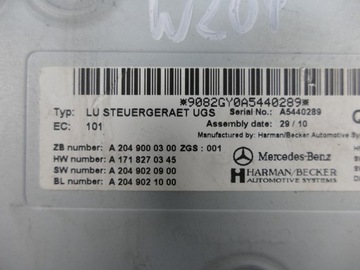 W204
*9082GY0A5440289*
Typ: LU STEUERGERAET UGS Serial No.: A5440289
EC: 101 Assembly date: 29 / 10
Manufactured by: Harman/Becker Automotive Sys
ZB number: A 204 900 03 00 ZGS : 001
HW number: A 171 827 03 45 Mercedes-Benz
SW number: A 204 902 09 00 HARMAN/BECKER
BL number: A 204 902 10 00 AUTOMOTIVE SYSTEMS